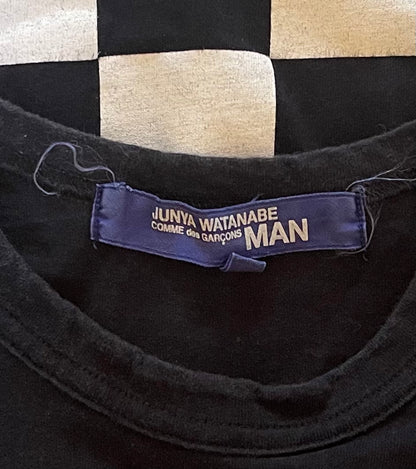 JUNYA WATANABE
COMME des GARÇONS MAN